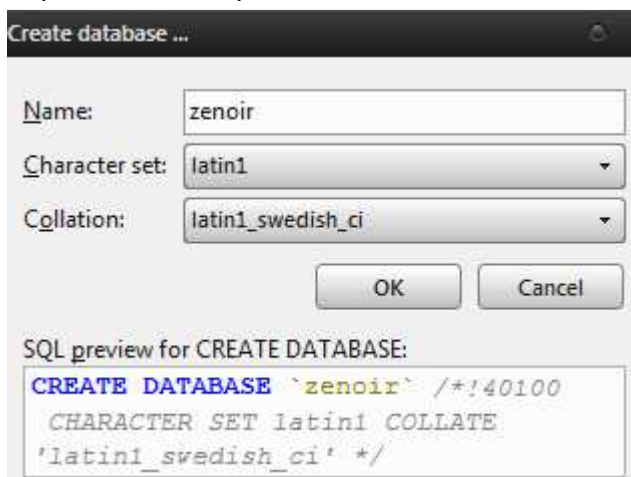 Create database ...
Name: zenoir
Character set: latin1
Collation: latin1_swedish_ci
OK Cancel
SQL preview for CREATE DATABASE:
CREATE DATABASE `zenoir` /*!40100
CHARACTER SET latin1 COLLATE
'latin1_swedish_ci' */